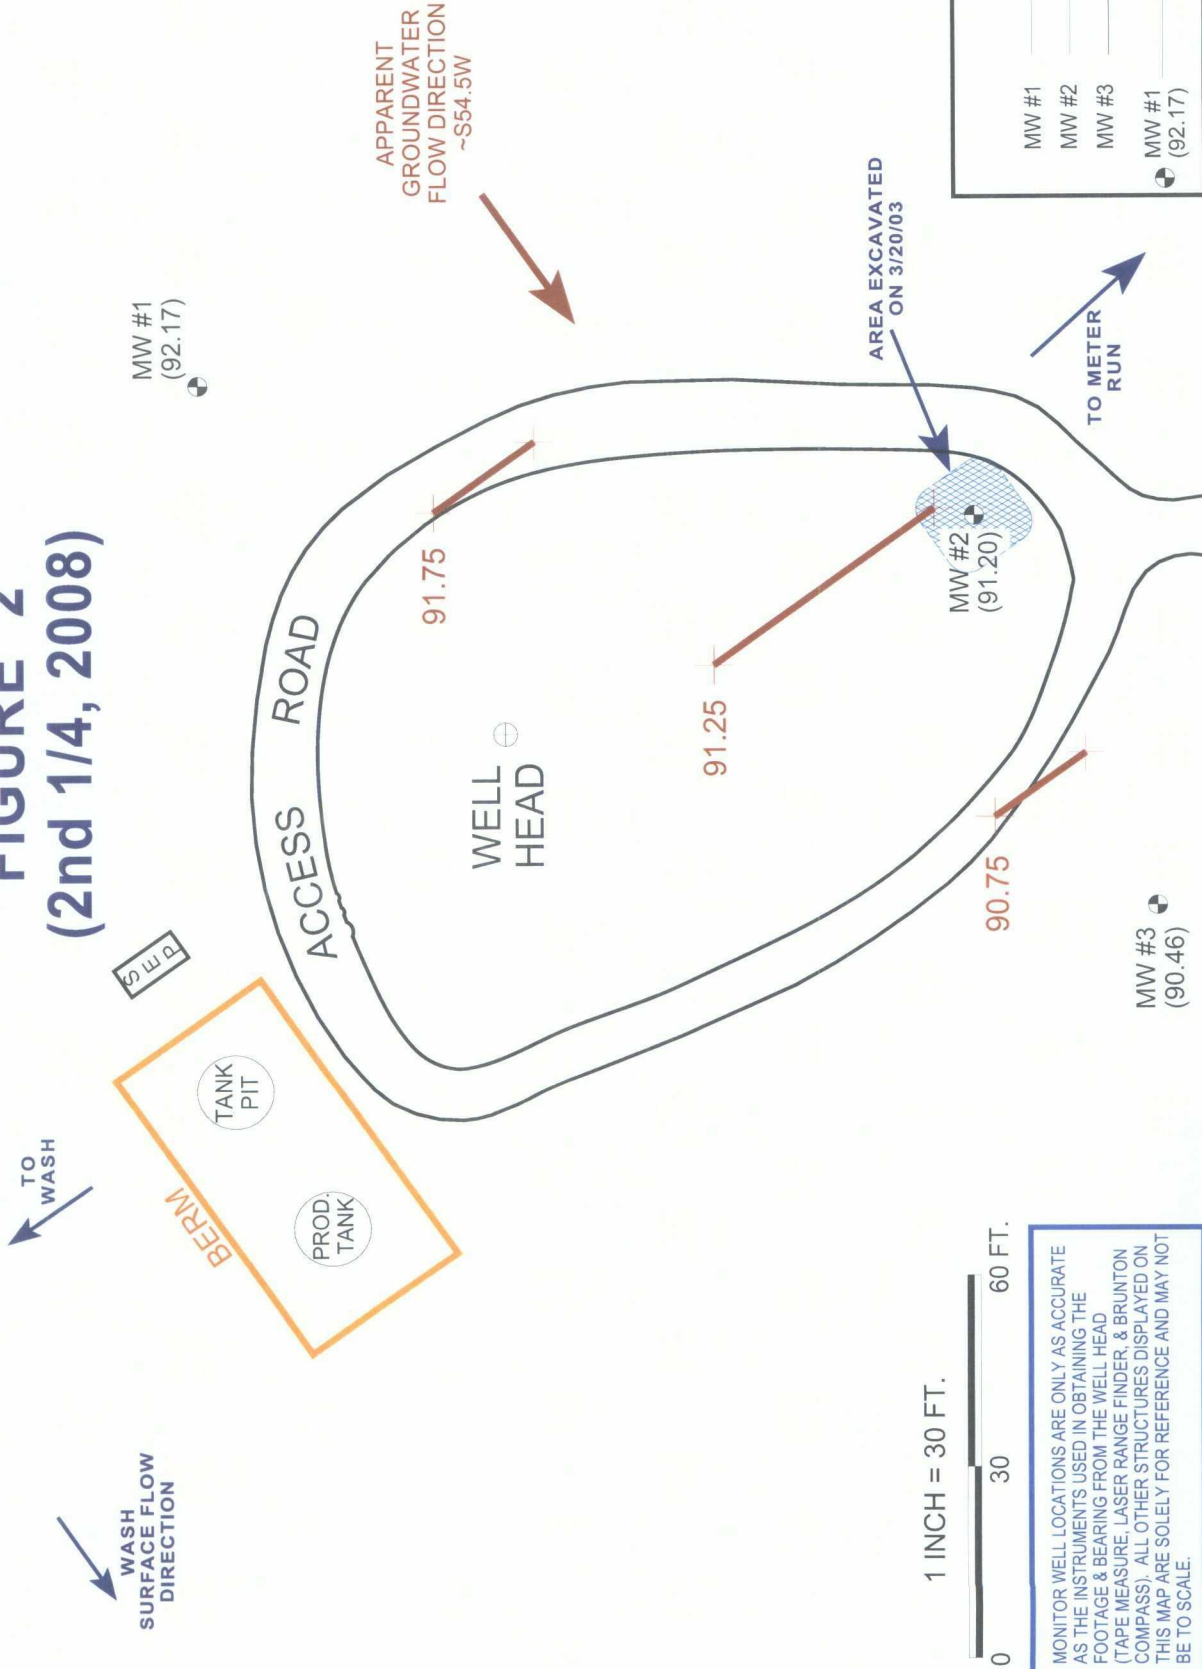 FIGURE 2
(2nd 1/4, 2008)
TO
WASH
WASH
SURFACE FLOW
DIRECTION
SEP
BERM
TANK
PIT
PROD.
TANK
ACCESS ROAD
WELL
HEAD
MW #1
(92.17)
APPARENT
GROUNDWATER
FLOW DIRECTION
~S54.5W
91.75
91.25
90.75
AREA EXCAVATED
ON 3/20/03
MW #2
(91.20)
MW #3
(90.46)
TO METER
RUN
MW #1
MW #2
MW #3
MW #1
(92.17)
1 INCH = 30 FT.
0 30 60 FT.
MONITOR WELL LOCATIONS ARE ONLY AS ACCURATE
AS THE INSTRUMENTS USED IN OBTAINING THE
FOOTAGE & BEARING FROM THE WELL HEAD
(TAPE MEASURE, LASER RANGE FINDER, & BRUNTON
COMPASS). ALL OTHER STRUCTURES DISPLAYED ON
THIS MAP ARE SOLELY FOR REFERENCE AND MAY NOT
BE TO SCALE.